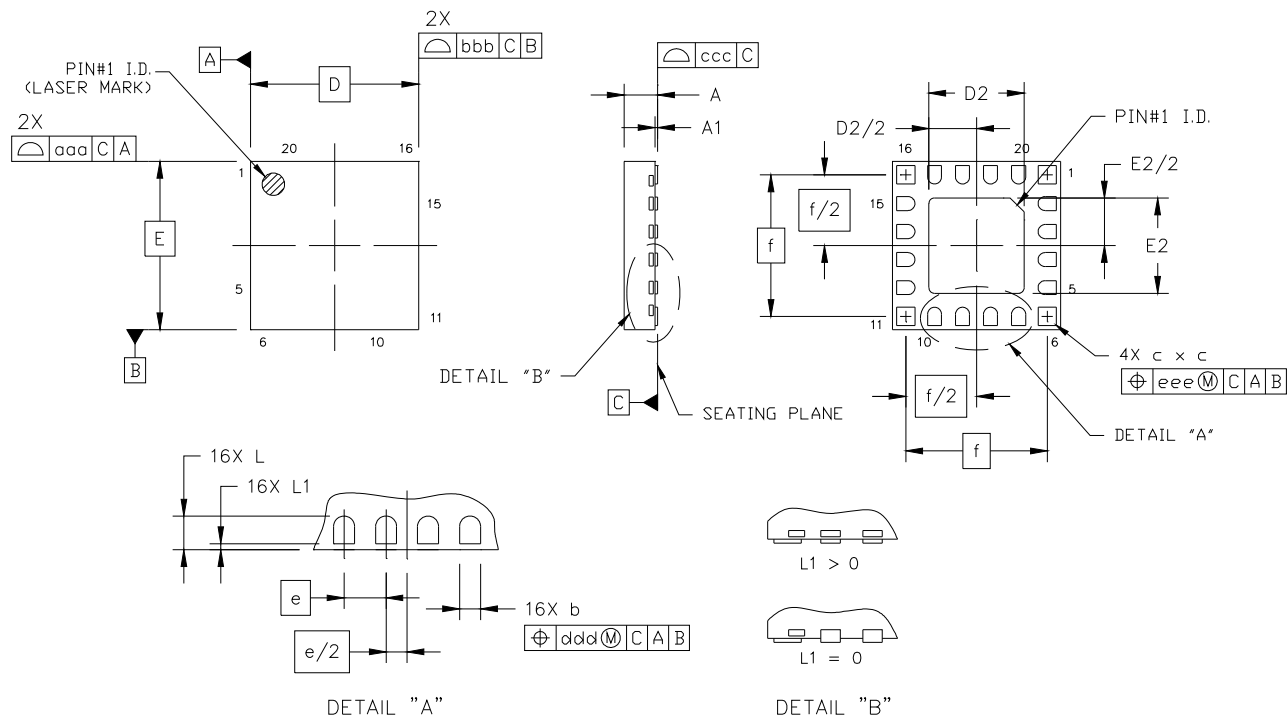 2X
bbb C B
A
D
PIN#1 I.D.
(LASER MARK)
2X
aaa C A
20
16
1
15
E
5
11
6
10
B
ccc C
A
A1
DETAIL "B"
C
SEATING PLANE
D2
D2/2
PIN#1 I.D.
16
20
1
E2/2
f/2
15
f
E2
5
11
10
6
4X c x c
⌖ eee Ⓜ C A B
f/2
DETAIL "A"
f
16X L
16X L1
e
16X b
⌖ ddd Ⓜ C A B
e/2
DETAIL "A"
L1 > 0
L1 = 0
DETAIL "B"